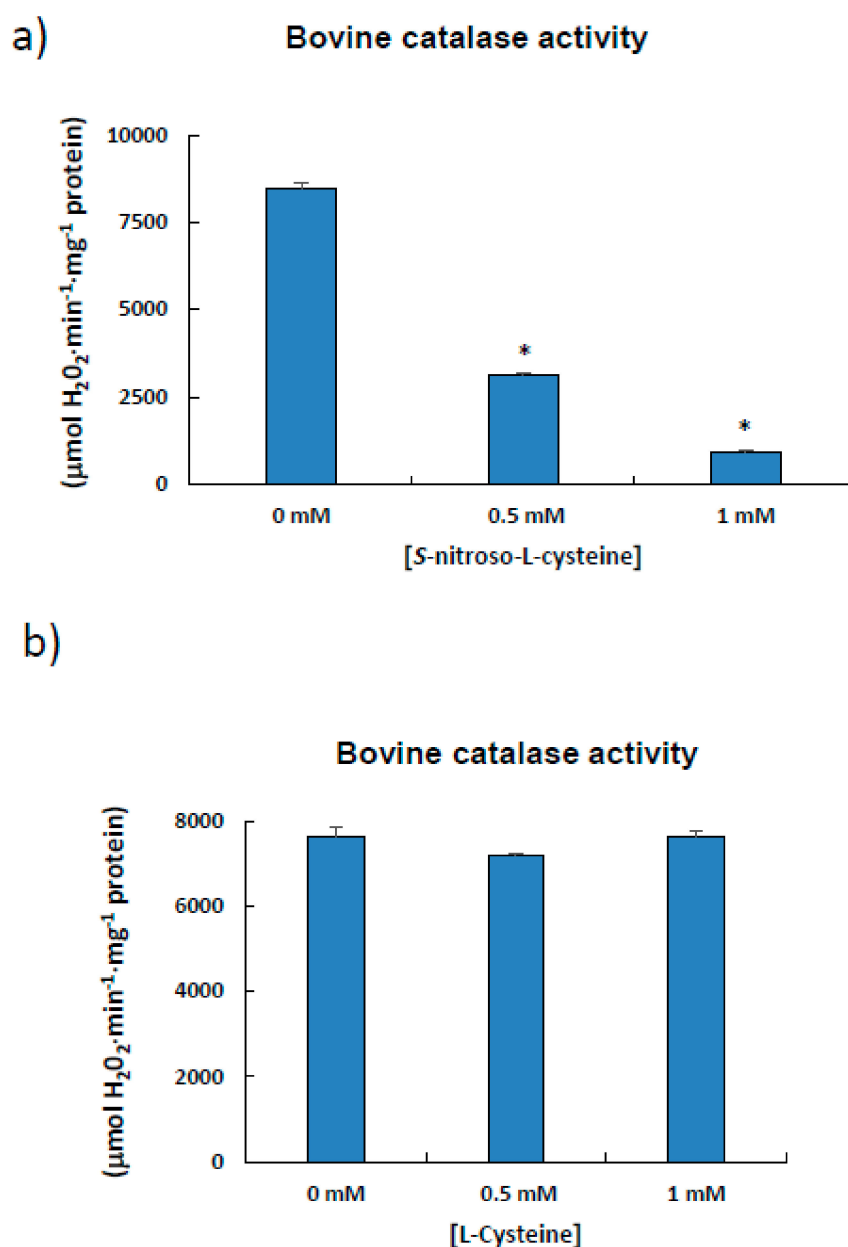 a)
Bovine catalase activity
(μmol H₂0₂·min⁻¹·mg⁻¹ protein)
10000
7500
5000
2500
0
*
*
0 mM
0.5 mM
1 mM
[S-nitroso-L-cysteine]
b)
Bovine catalase activity
(μmol H₂0₂·min⁻¹·mg⁻¹ protein)
8000
6000
4000
2000
0
0 mM
0.5 mM
1 mM
[L-Cysteine]